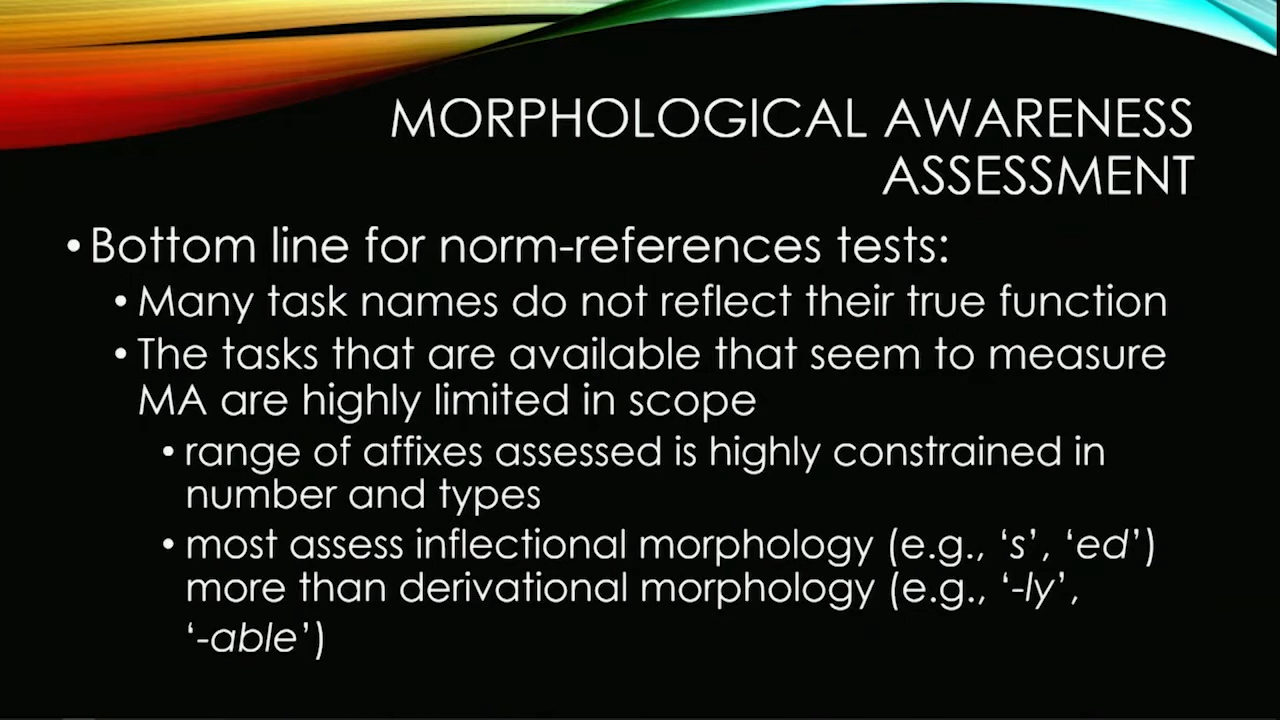 MORPHOLOGICAL AWARENESS
ASSESSMENT
• Bottom line for norm-references tests:
• Many task names do not reflect their true function
• The tasks that are available that seem to measure
MA are highly limited in scope
• range of affixes assessed is highly constrained in
number and types
• most assess inflectional morphology (e.g., ‘s’, ‘ed’)
more than derivational morphology (e.g., ‘-ly’,
‘-able’)